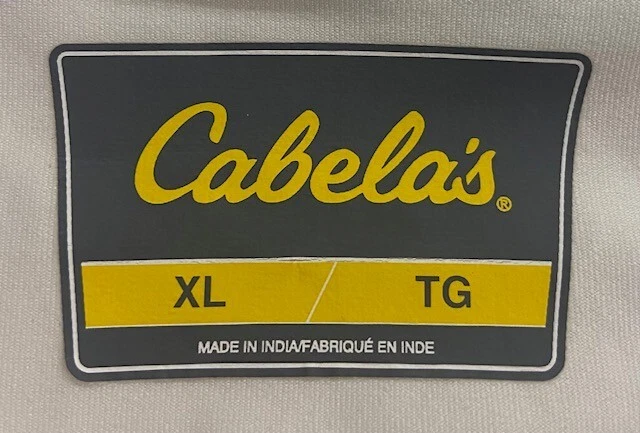 Cabela's®
XL / TG
MADE IN INDIA/FABRIQUÉ EN INDE